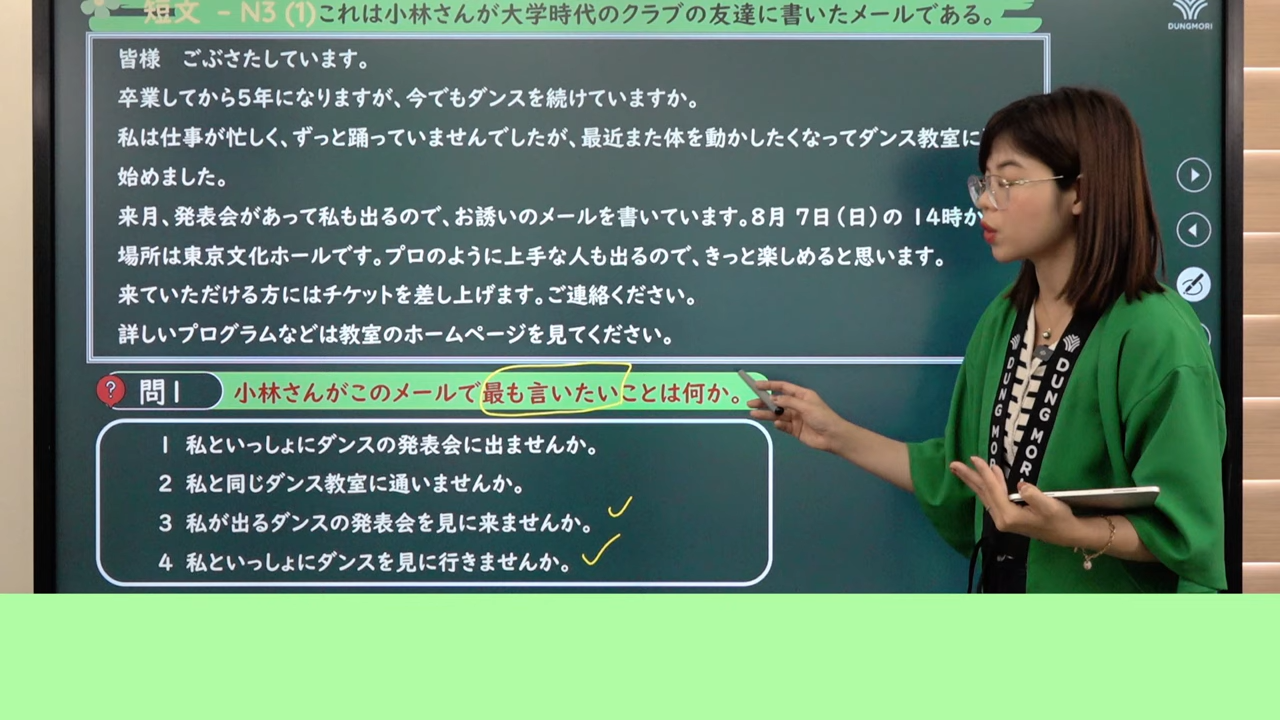 短文 - N3 (1) これは小林さんが大学時代のクラブの友達に書いたメールである。
DUNGMORI
皆様　ごぶさたしています。
卒業してから5年になりますが、今でもダンスを続けていますか。
私は仕事が忙しく、ずっと踊っていませんでしたが、最近また体を動かしたくなってダンス教室に
始めました。
来月、発表会があって私も出るので、お誘いのメールを書いています。8月 7日（日）の 14時か
場所は東京文化ホールです。プロのように上手な人も出るので、きっと楽しめると思います。
来ていただける方にはチケットを差し上げます。ご連絡ください。
詳しいプログラムなどは教室のホームページを見てください。
? 問1 小林さんがこのメールで最も言いたいことは何か。
1 私といっしょにダンスの発表会に出ませんか。
2 私と同じダンス教室に通いませんか。
3 私が出るダンスの発表会を見に来ませんか。
4 私といっしょにダンスを見に行きませんか。
DUNG MOR
DUNG MORI